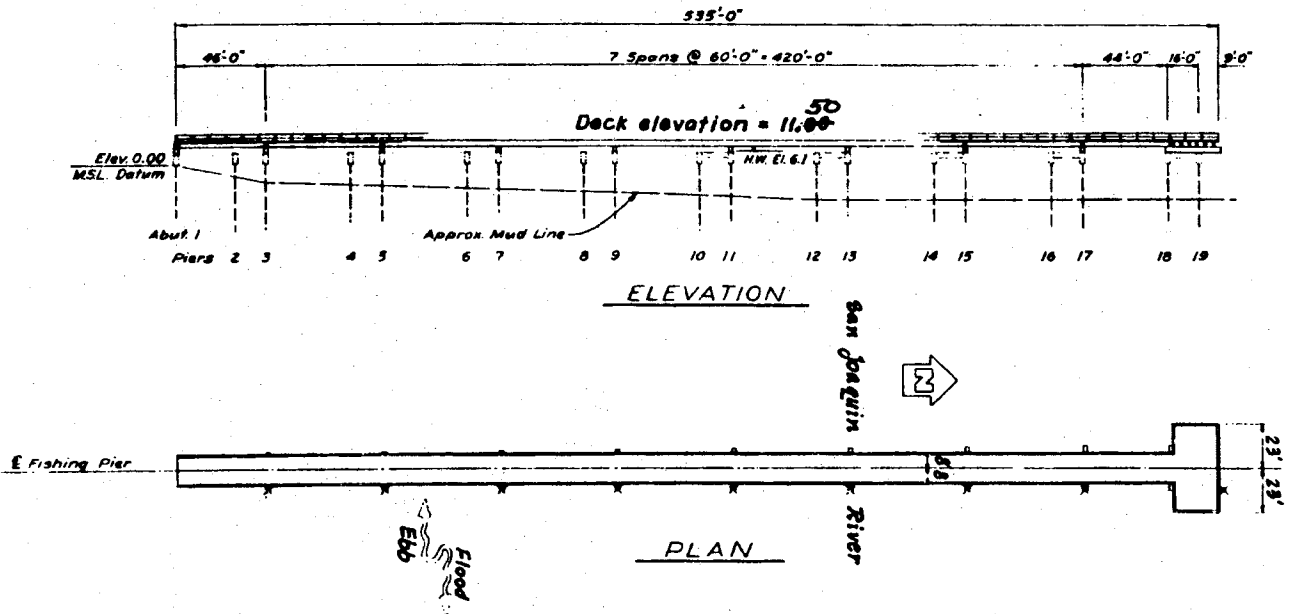 535'-0"
46'-0"
7 Spans @ 60'-0" = 420'-0"
44'-0"
16'-0"
9'-0"
50
Deck elevation = 11.00
Elev. 0.00
M.S.L. Datum
H.W. El. 6.1
Abut. 1
Approx. Mud Line
Piers 2 3 4 5 6 7 8 9 10 11 12 13 14 15 16 17 18 19
ELEVATION
San Joaquin
N
℄ Fishing Pier
23' 23'
River
Ebb
Flood
PLAN